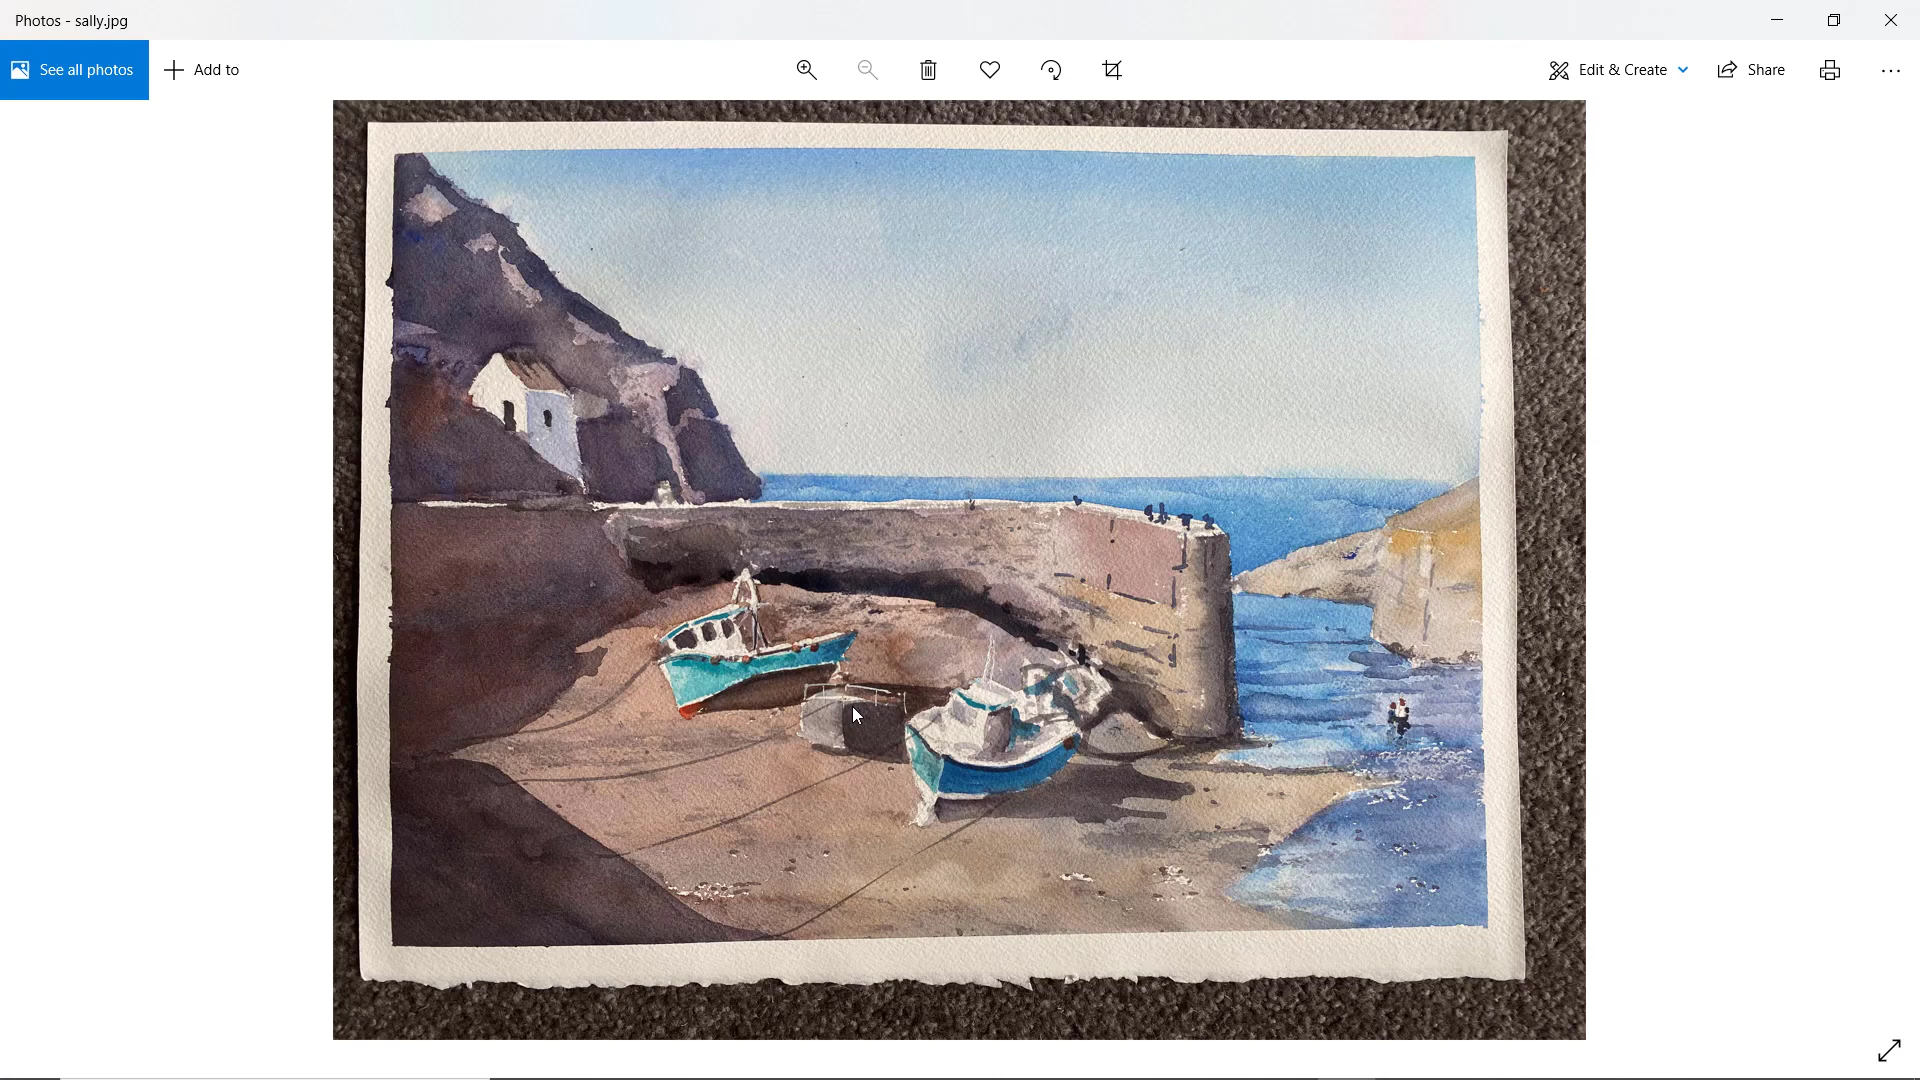 Photos - sally.jpg
See all photos
Add to
Edit & Create
Share